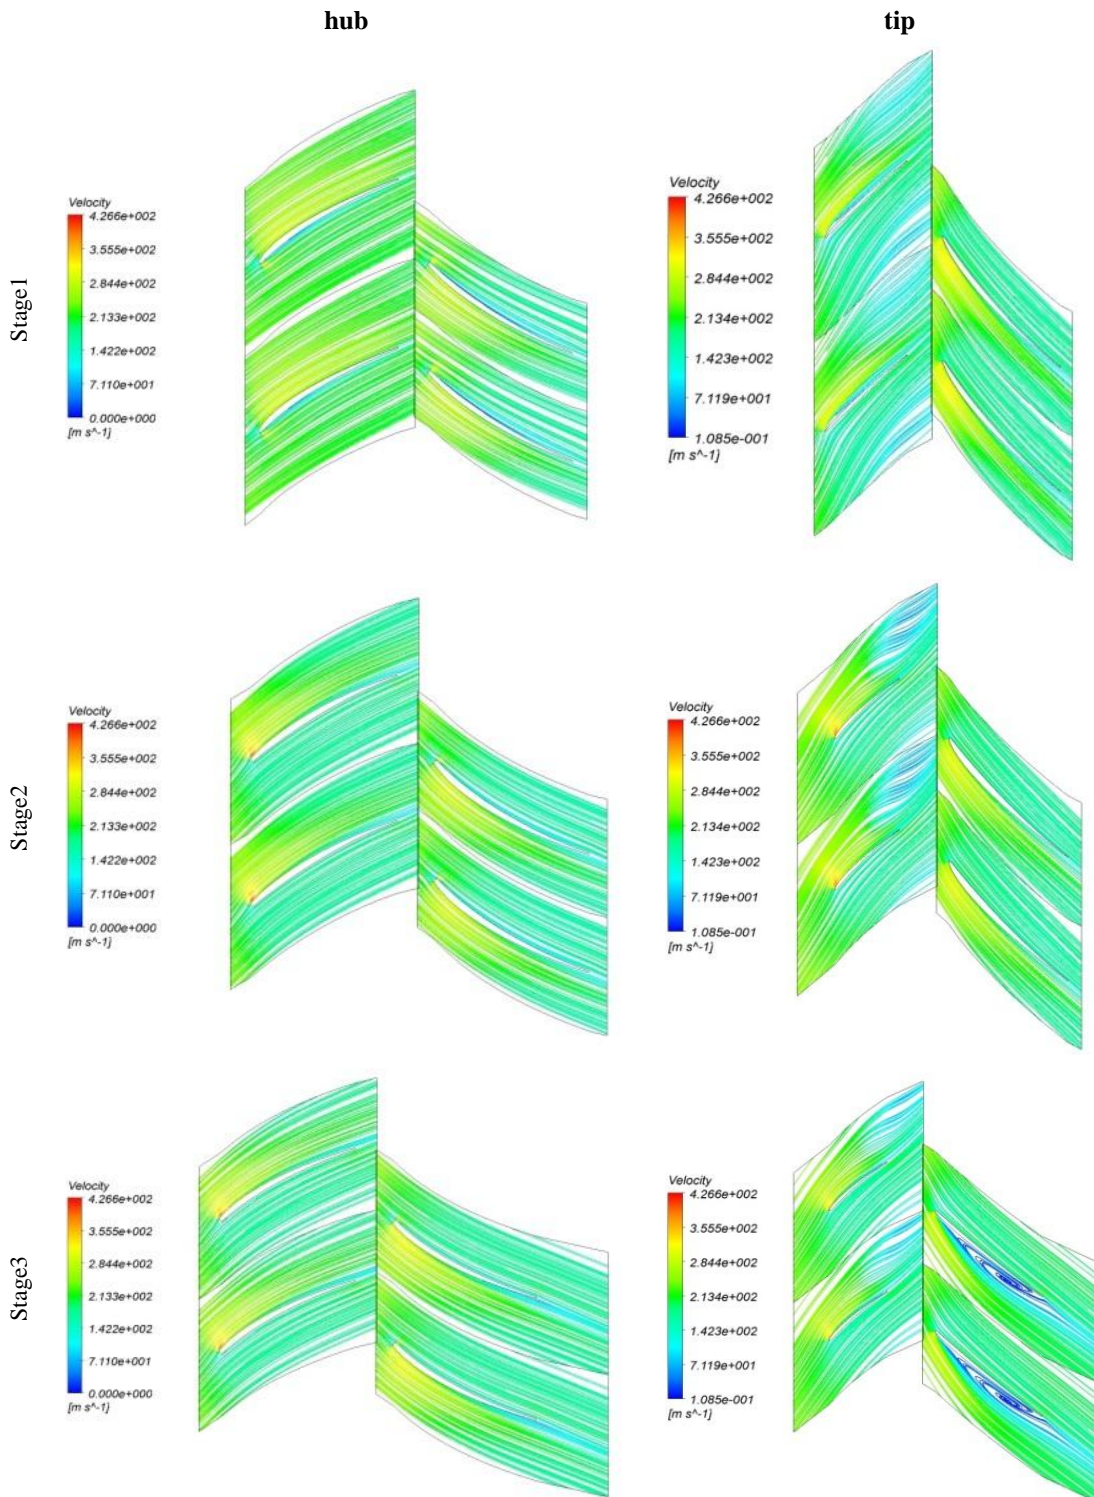 hub
tip
Stage1
Velocity
4.266e+002
3.555e+002
2.844e+002
2.133e+002
1.422e+002
7.110e+001
0.000e+000
[m s^-1]
Velocity
4.266e+002
3.555e+002
2.844e+002
2.134e+002
1.423e+002
7.119e+001
1.085e-001
[m s^-1]
Stage2
Velocity
4.266e+002
3.555e+002
2.844e+002
2.133e+002
1.422e+002
7.110e+001
0.000e+000
[m s^-1]
Velocity
4.266e+002
3.555e+002
2.844e+002
2.134e+002
1.423e+002
7.119e+001
1.085e-001
[m s^-1]
Stage3
Velocity
4.266e+002
3.555e+002
2.844e+002
2.133e+002
1.422e+002
7.110e+001
0.000e+000
[m s^-1]
Velocity
4.266e+002
3.555e+002
2.844e+002
2.134e+002
1.423e+002
7.119e+001
1.085e-001
[m s^-1]